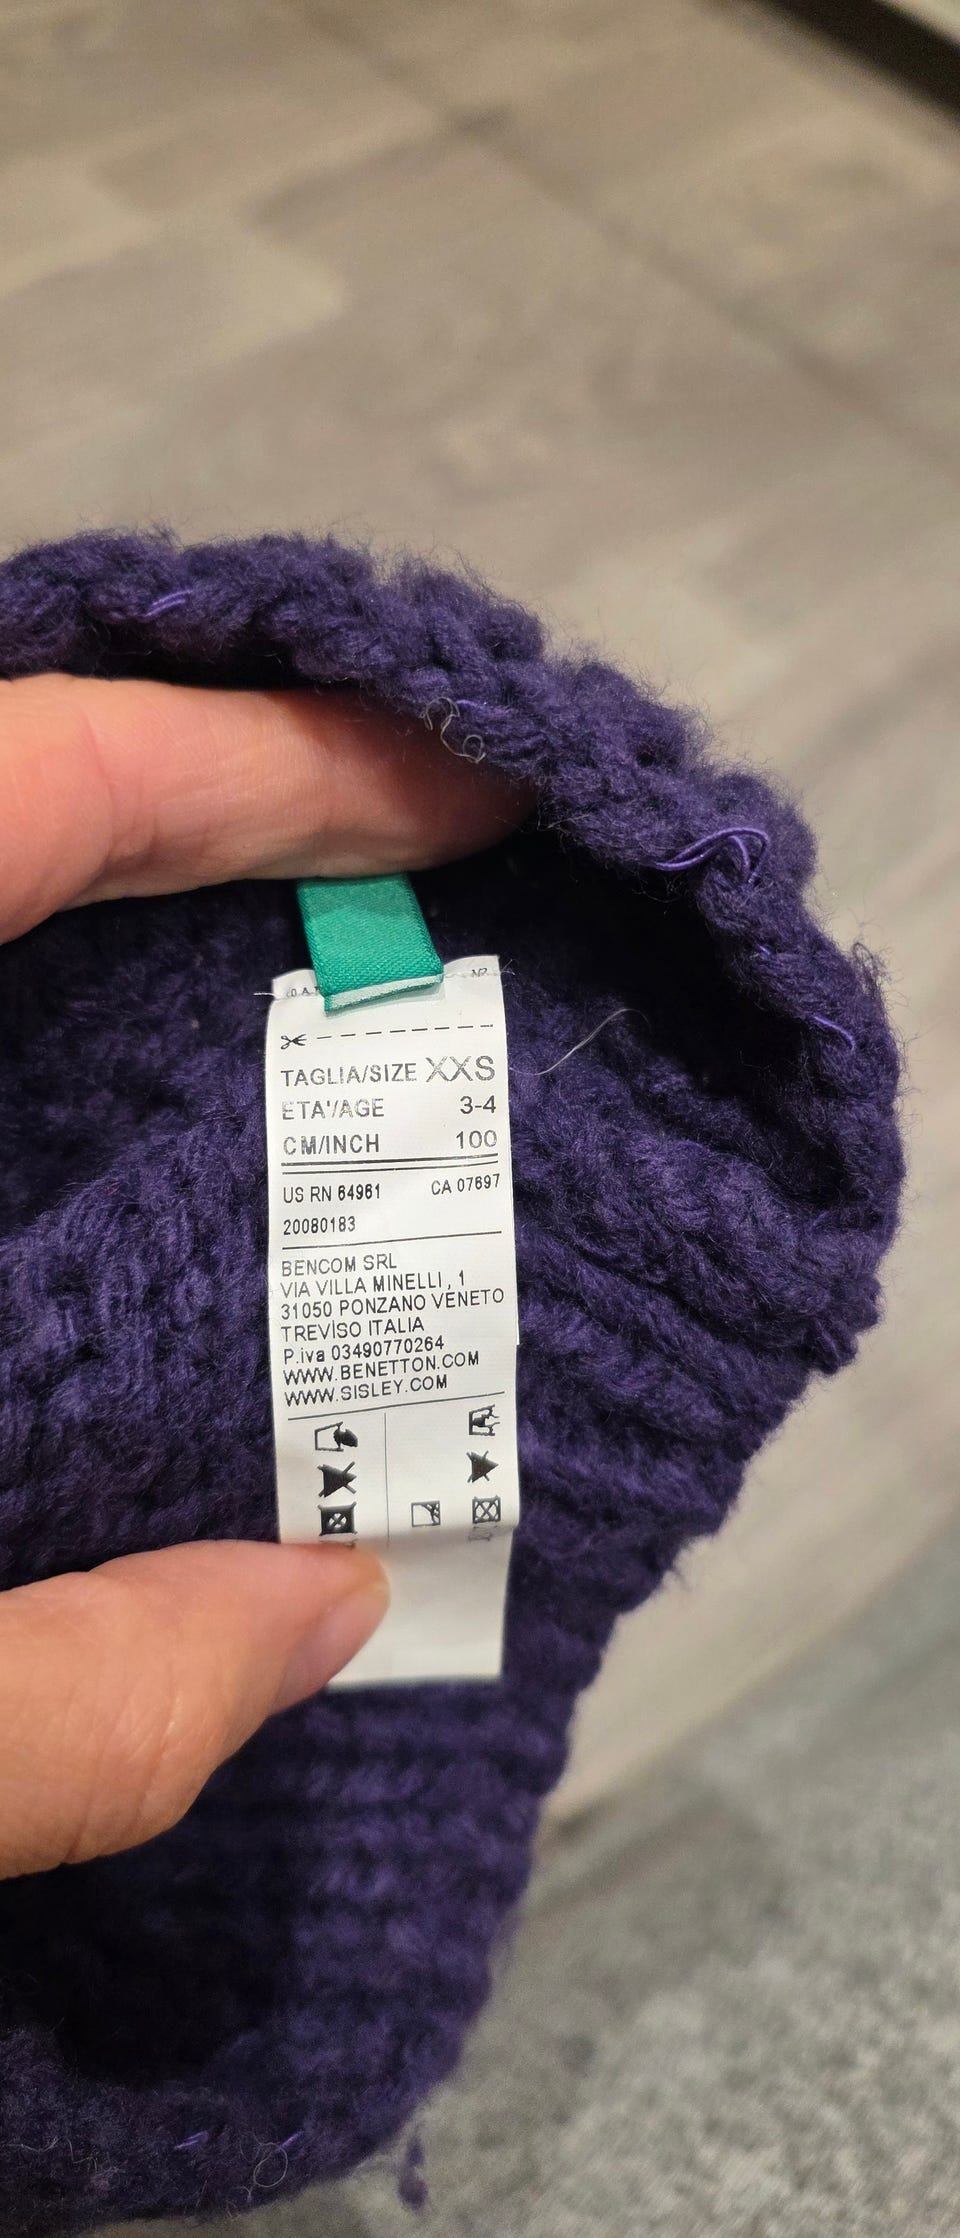 TAGLIA/SIZE XXS
ETA'/AGE 3-4
CM/INCH 100
US RN 64961 CA 07697
20080183
BENCOM SRL
VIA VILLA MINELLI, 1
31050 PONZANO VENETO
TREVISO ITALIA
P.iva 03490770264
WWW.BENETTON.COM
WWW.SISLEY.COM